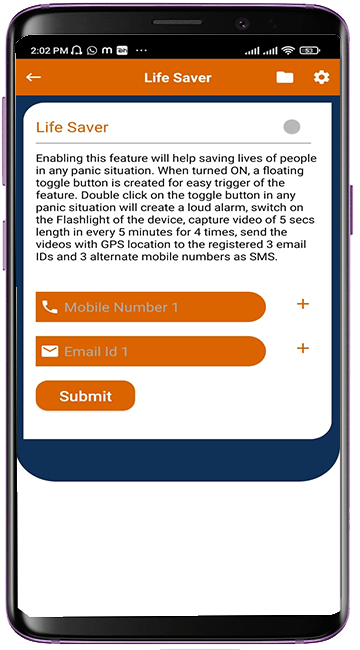 2:02 PM
53
Life Saver
Life Saver
Enabling this feature will help saving lives of people
in any panic situation. When turned ON, a floating
toggle button is created for easy trigger of the
feature. Double click on the toggle button in any
panic situation will create a loud alarm, switch on
the Flashlight of the device, capture video of 5 secs
length in every 5 minutes for 4 times, send the
videos with GPS location to the registered 3 email
IDs and 3 alternate mobile numbers as SMS.
Mobile Number 1 +
Email Id 1 +
Submit